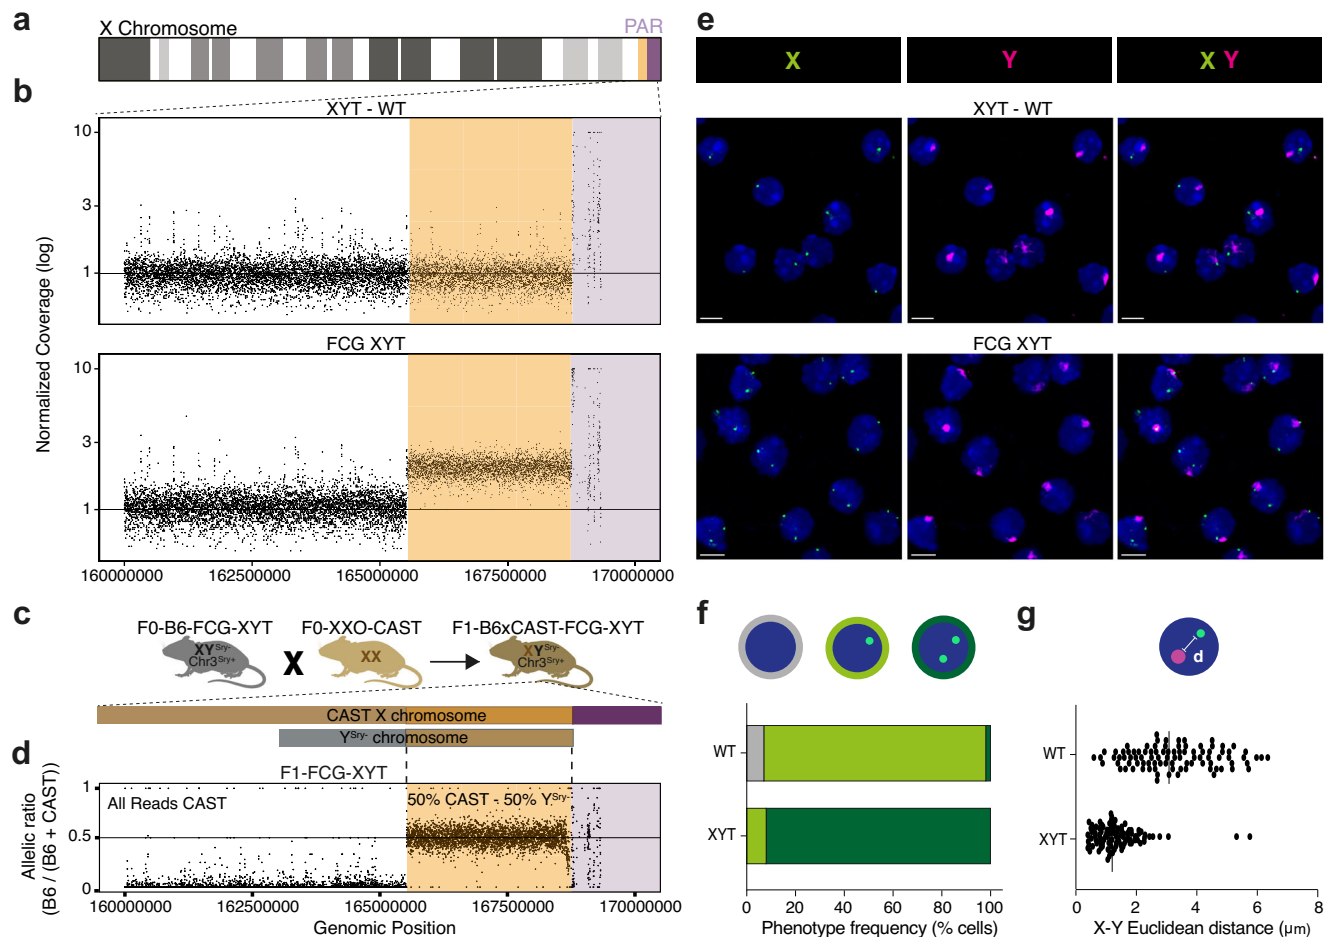 a
X Chromosome
PAR
b
XYT - WT
10
3
1
FCG XYT
10
3
1
Normalized Coverage (log)
160000000
162500000
165000000
167500000
170000000
c
F0-B6-FCG-XYT
F0-XXO-CAST
F1-B6xCAST-FCG-XYT
XY^Sry-
Chr3^Sry+
X
XX
XY^Sry-
Chr3^Sry+
CAST X chromosome
Y^Sry- chromosome
d
F1-FCG-XYT
All Reads CAST
50% CAST - 50% Y^Sry-
1
0.5
0
Allelic ratio
(B6 / (B6 + CAST))
160000000
162500000
165000000
167500000
170000000
Genomic Position
e
X
Y
X Y
XYT - WT
FCG XYT
f
WT
XYT
0
20
40
60
80
100
Phenotype frequency (% cells)
g
d
WT
XYT
0
2
4
6
8
X-Y Euclidean distance (μm)